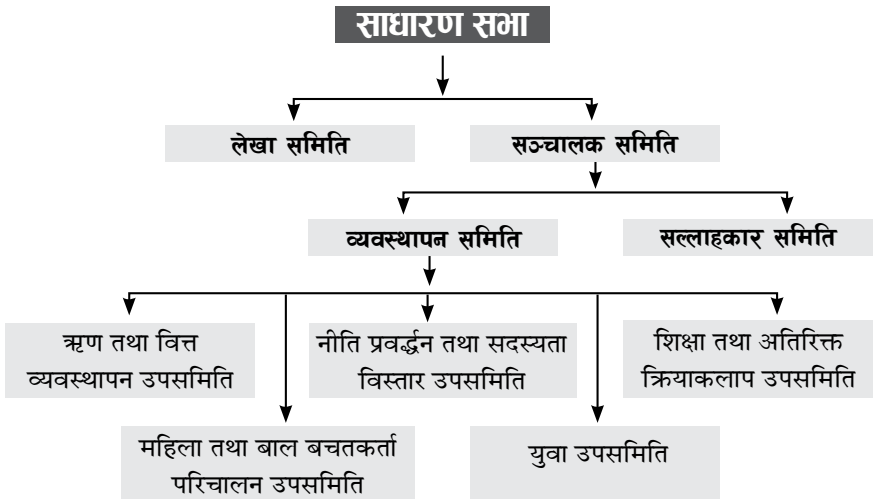 साधारण सभा
लेखा समिति
सञ्चालक समिति
व्यवस्थापन समिति
सल्लाहकार समिति
ऋण तथा वित्त
व्यवस्थापन उपसमिति
नीति प्रवर्द्धन तथा सदस्यता
विस्तार उपसमिति
शिक्षा तथा अतिरिक्त
क्रियाकलाप उपसमिति
महिला तथा बाल बचतकर्ता
परिचालन उपसमिति
युवा उपसमिति